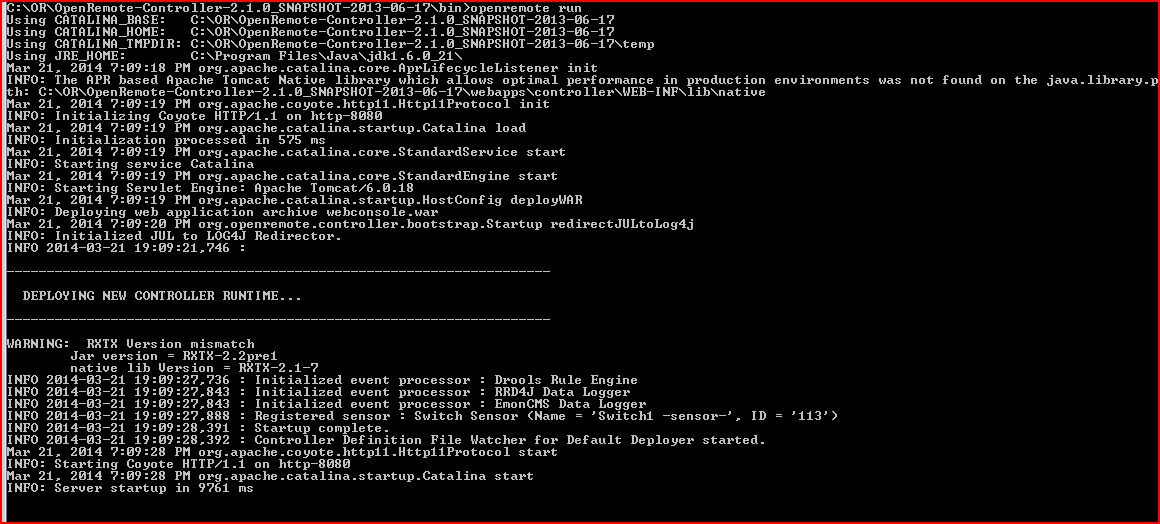 C:\OR\OpenRemote-Controller-2.1.0_SNAPSHOT-2013-06-17\bin>openremote run
Using CATALINA_BASE:   C:\OR\OpenRemote-Controller-2.1.0_SNAPSHOT-2013-06-17
Using CATALINA_HOME:   C:\OR\OpenRemote-Controller-2.1.0_SNAPSHOT-2013-06-17
Using CATALINA_TMPDIR: C:\OR\OpenRemote-Controller-2.1.0_SNAPSHOT-2013-06-17\temp
Using JRE_HOME:        C:\Program Files\Java\jdk1.6.0_21\
Mar 21, 2014 7:09:18 PM org.apache.catalina.core.AprLifecycleListener init
INFO: The APR based Apache Tomcat Native library which allows optimal performance in production environments was not found on the java.library.p
th: C:\OR\OpenRemote-Controller-2.1.0_SNAPSHOT-2013-06-17\webapps\controller\WEB-INF\lib\native
Mar 21, 2014 7:09:19 PM org.apache.coyote.http11.Http11Protocol init
INFO: Initializing Coyote HTTP/1.1 on http-8080
Mar 21, 2014 7:09:19 PM org.apache.catalina.startup.Catalina load
INFO: Initialization processed in 575 ms
Mar 21, 2014 7:09:19 PM org.apache.catalina.core.StandardService start
INFO: Starting service Catalina
Mar 21, 2014 7:09:19 PM org.apache.catalina.core.StandardEngine start
INFO: Starting Servlet Engine: Apache Tomcat/6.0.18
Mar 21, 2014 7:09:19 PM org.apache.catalina.startup.HostConfig deployWAR
INFO: Deploying web application archive webconsole.war
Mar 21, 2014 7:09:20 PM org.openremote.controller.bootstrap.Startup redirectJULtoLog4j
INFO: Initialized JUL to LOG4J Redirector.
INFO 2014-03-21 19:09:21,746 :
--------------------------------------------------------------------
  DEPLOYING NEW CONTROLLER RUNTIME...
--------------------------------------------------------------------
WARNING:  RXTX Version mismatch
        Jar version = RXTX-2.2pre1
        native lib Version = RXTX-2.1-7
INFO 2014-03-21 19:09:27,736 : Initialized event processor : Drools Rule Engine
INFO 2014-03-21 19:09:27,843 : Initialized event processor : RRD4J Data Logger
INFO 2014-03-21 19:09:27,843 : Initialized event processor : EmonCMS Data Logger
INFO 2014-03-21 19:09:27,888 : Registered sensor : Switch Sensor (Name = 'Switch1 -sensor-', ID = '113')
INFO 2014-03-21 19:09:28,391 : Startup complete.
INFO 2014-03-21 19:09:28,392 : Controller Definition File Watcher for Default Deployer started.
Mar 21, 2014 7:09:28 PM org.apache.coyote.http11.Http11Protocol start
INFO: Starting Coyote HTTP/1.1 on http-8080
Mar 21, 2014 7:09:28 PM org.apache.catalina.startup.Catalina start
INFO: Server startup in 9761 ms